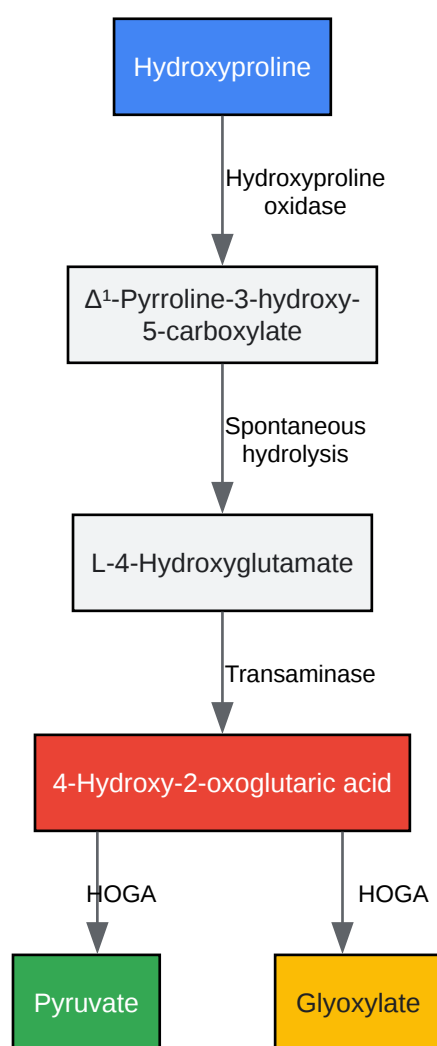 Hydroxyproline
Hydroxyproline
oxidase
Δ¹-Pyrroline-3-hydroxy-
5-carboxylate
Spontaneous
hydrolysis
L-4-Hydroxyglutamate
Transaminase
4-Hydroxy-2-oxoglutaric acid
HOGA
HOGA
Pyruvate
Glyoxylate